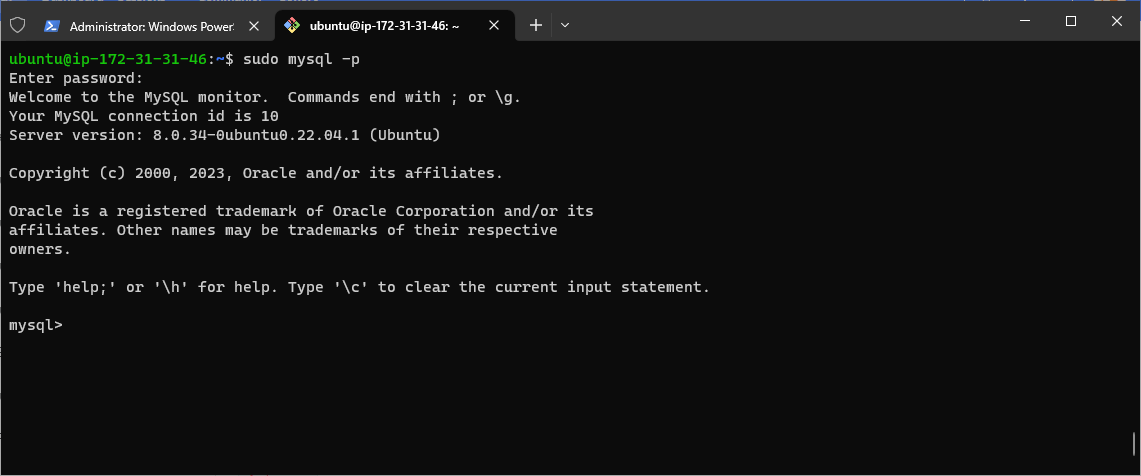 Administrator: Windows Power
ubuntu@ip-172-31-31-46: ~
ubuntu@ip-172-31-31-46:~$ sudo mysql -p
Enter password:
Welcome to the MySQL monitor.  Commands end with ; or \g.
Your MySQL connection id is 10
Server version: 8.0.34-0ubuntu0.22.04.1 (Ubuntu)

Copyright (c) 2000, 2023, Oracle and/or its affiliates.

Oracle is a registered trademark of Oracle Corporation and/or its
affiliates. Other names may be trademarks of their respective
owners.

Type 'help;' or '\h' for help. Type '\c' to clear the current input statement.

mysql>